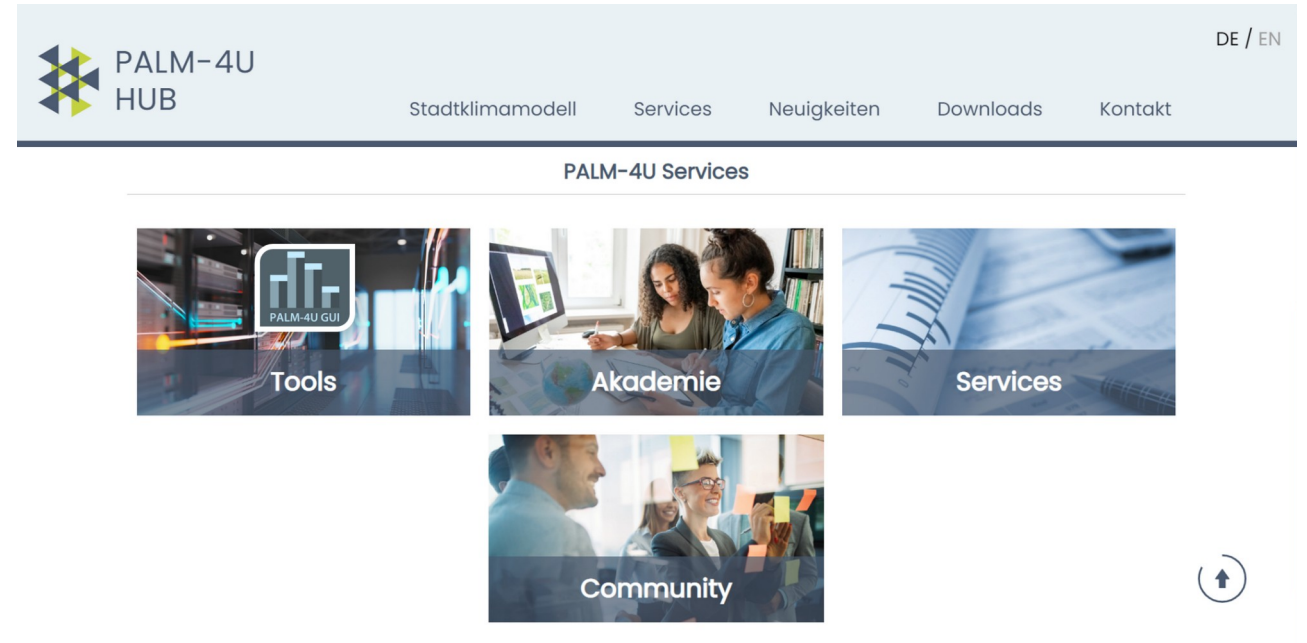 DE / EN
PALM-4U
HUB
Stadtklimamodell Services Neuigkeiten Downloads Kontakt
PALM-4U Services
PALM-4U GUI
Tools
Akademie
Services
Community